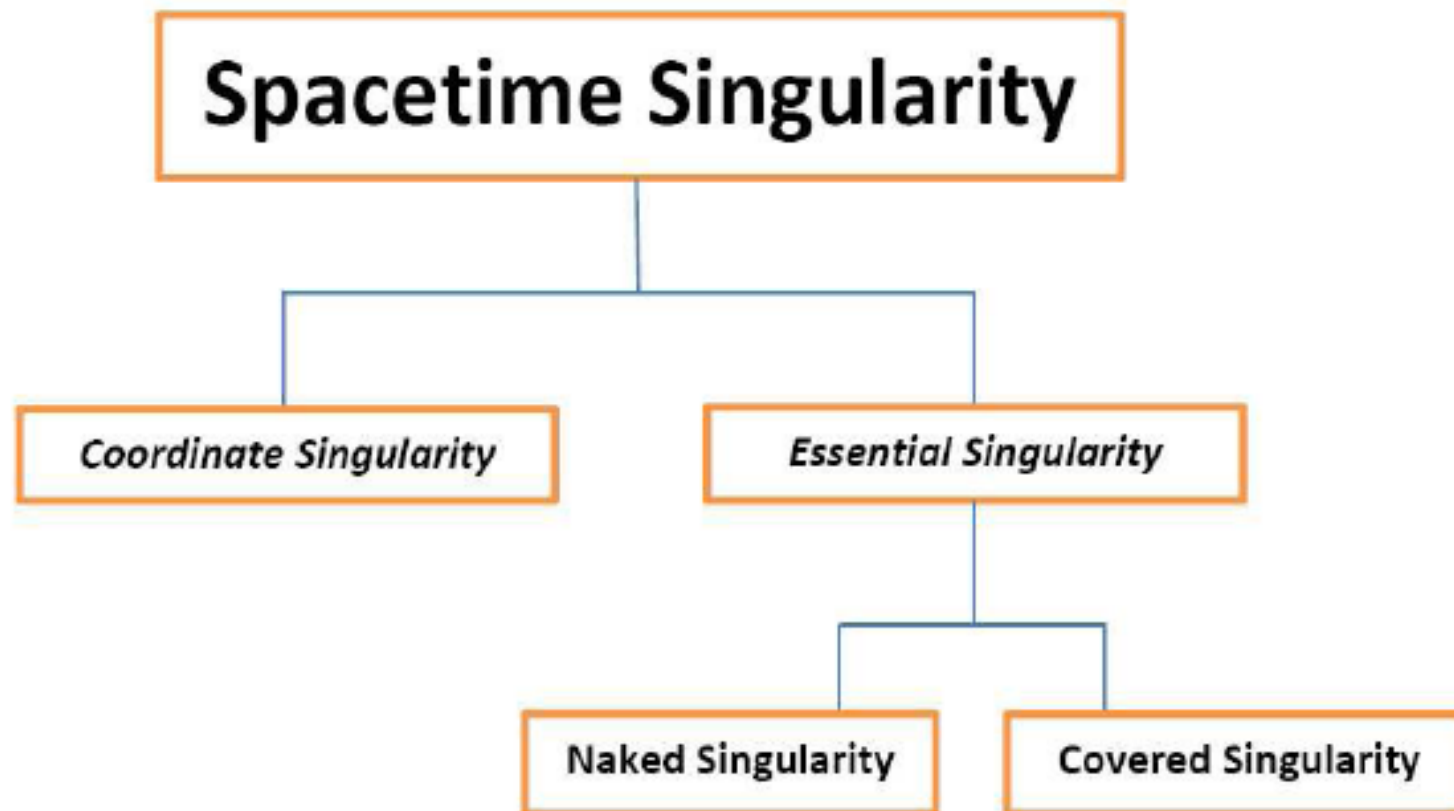 Spacetime Singularity
Coordinate Singularity
Essential Singularity
Naked Singularity
Covered Singularity